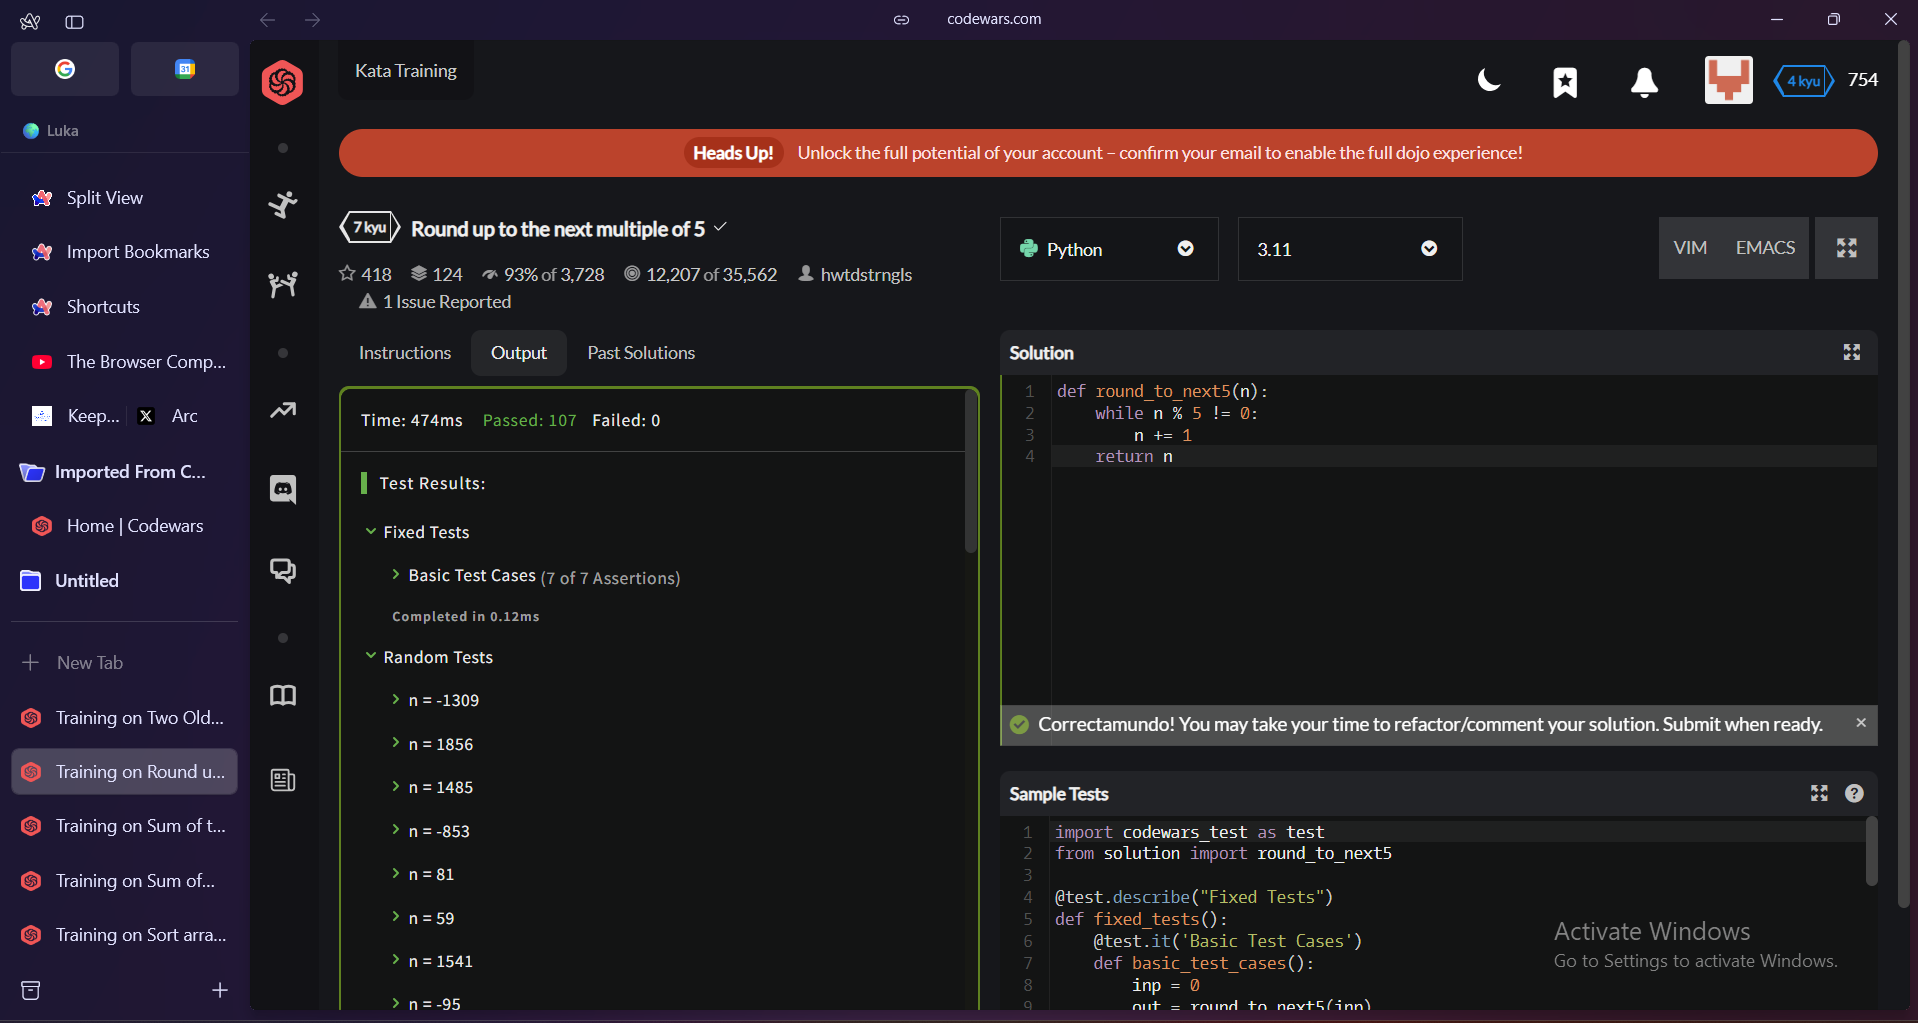 codewars.com
31
Luka
Split View
Import Bookmarks
Shortcuts
The Browser Comp...
Keep...
Arc
Imported From C...
Home | Codewars
Untitled
New Tab
Training on Two Old...
Training on Round u...
Training on Sum of t...
Training on Sum of...
Training on Sort arra...
Kata Training
4 kyu 754
Heads Up! Unlock the full potential of your account – confirm your email to enable the full dojo experience!
7 kyu Round up to the next multiple of 5
418 124 93% of 3,728 12,207 of 35,562 hwtdstrngls
1 Issue Reported
Python
3.11
VIM EMACS
Instructions Output Past Solutions
Time: 474ms Passed: 107 Failed: 0
Test Results:
Fixed Tests
Basic Test Cases (7 of 7 Assertions)
Completed in 0.12ms
Random Tests
n = -1309
n = 1856
n = 1485
n = -853
n = 81
n = 59
n = 1541
n = -95
Solution
1 def round_to_next5(n):
2 while n % 5 != 0:
3 n += 1
4 return n
Correctamundo! You may take your time to refactor/comment your solution. Submit when ready.
Sample Tests
1 import codewars_test as test
2 from solution import round_to_next5
3
4 @test.describe("Fixed Tests")
5 def fixed_tests():
6 @test.it('Basic Test Cases')
7 def basic_test_cases():
8 inp = 0
9 out = round_to_next5(inp)
Activate Windows
Go to Settings to activate Windows.